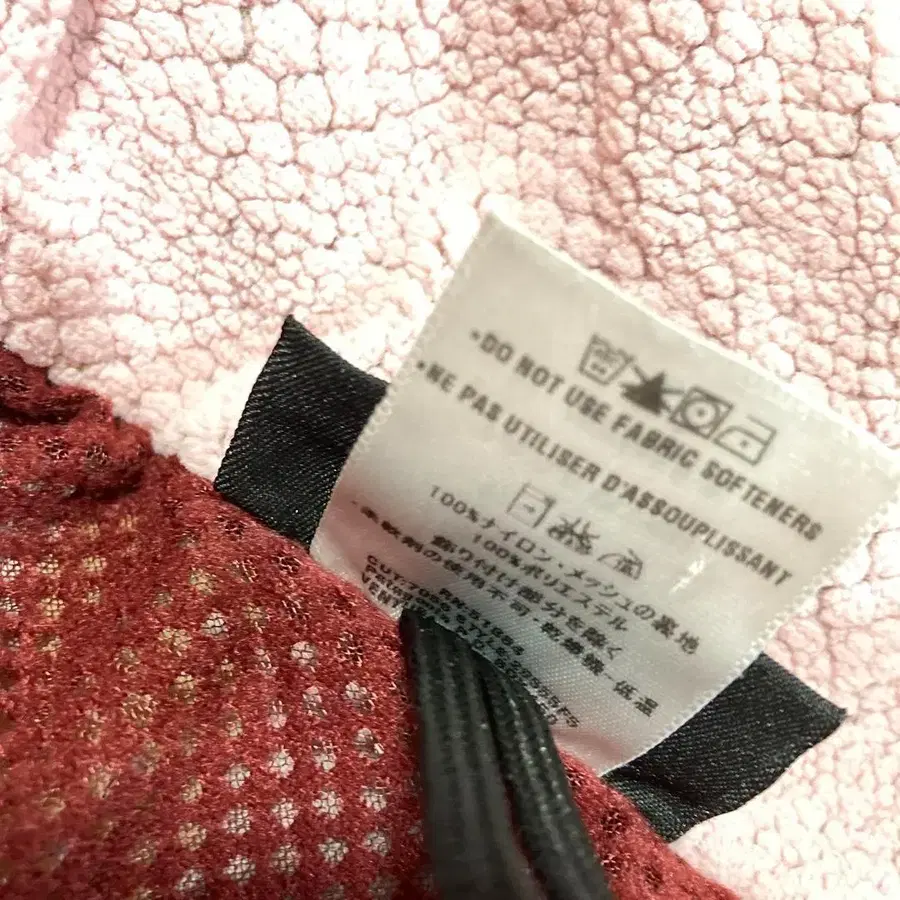 •DO NOT USE FABRIC SOFTENERS
•NE PAS UTILISER D'ASSOUPLISSANT
100%ナイロン・メッシュの裏地
100%ポリエステル
飾り付け部分を除く
・柔軟剤の使用不可・乾燥機-低温